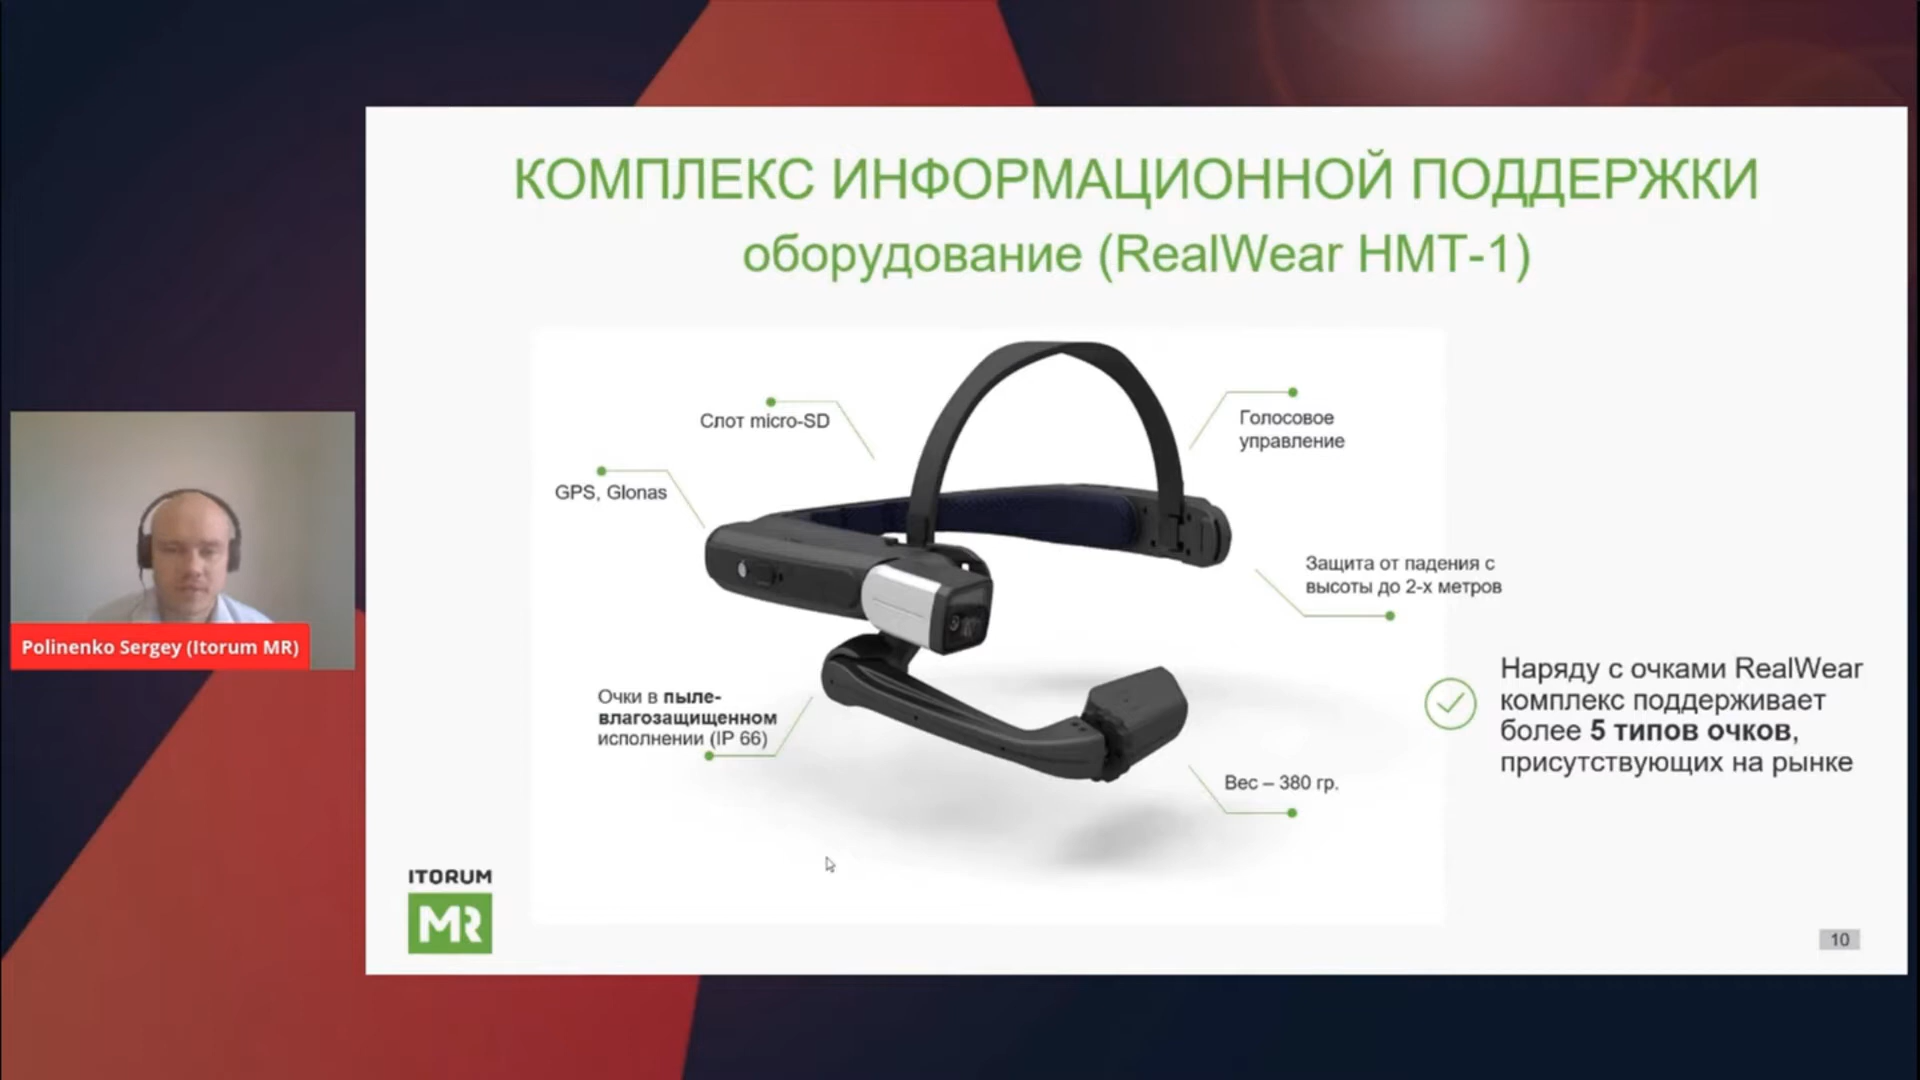 КОМПЛЕКС ИНФОРМАЦИОННОЙ ПОДДЕРЖКИ
оборудование (RealWear HMT-1)
Слот micro-SD
Голосовое
управление
GPS, Glonas
Защита от падения с
высоты до 2-х метров
Polinenko Sergey (Itorum MR)
Очки в пыле-
влагозащищенном
исполнении (IP 66)
Наряду с очками RealWear
комплекс поддерживает
более 5 типов очков,
присутствующих на рынке
Вес – 380 гр.
ITORUM
MR
10